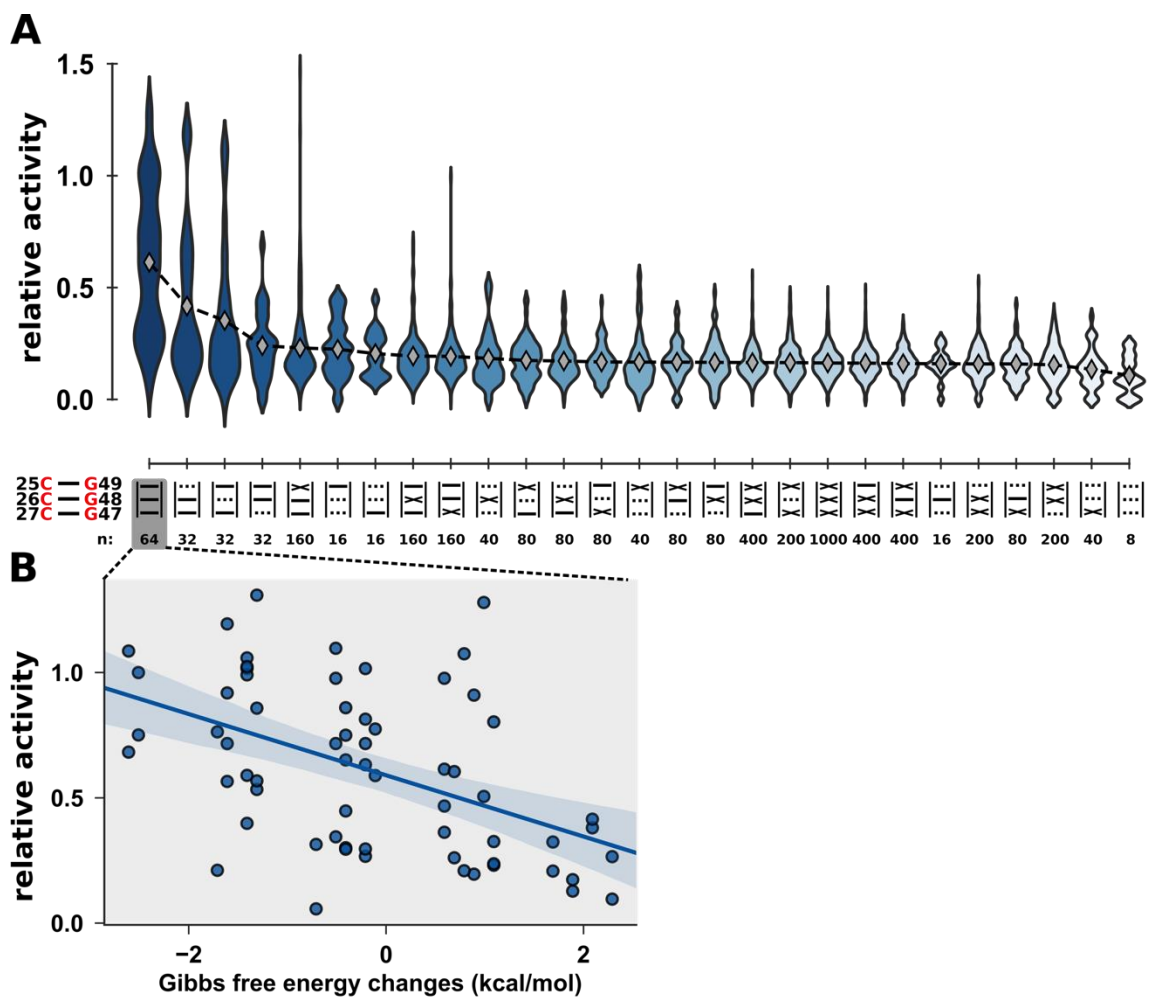 A
1.5
1.0
0.5
0.0
relative activity
25C G49
26C G48
27C G47
n: 64 32 32 32 160 16 16 160 160 40 80 80 80 40 80 80 400 200 1000 400 400 16 200 80 200 40 8
B
1.0
0.5
0.0
relative activity
−2 0 2
Gibbs free energy changes (kcal/mol)